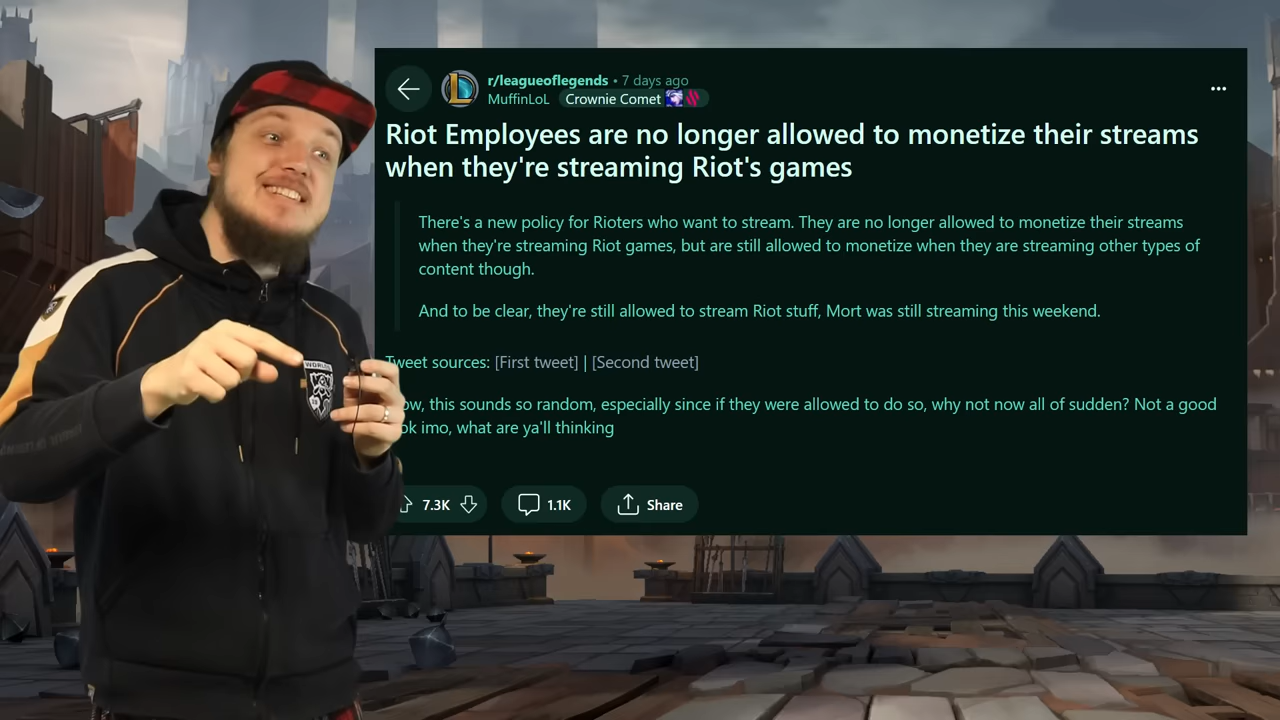 r/leagueoflegends • 7 days ago
MuffinLoL Crownie Comet
Riot Employees are no longer allowed to monetize their streams
when they're streaming Riot's games
There's a new policy for Rioters who want to stream. They are no longer allowed to monetize their streams
when they're streaming Riot games, but are still allowed to monetize when they are streaming other types of
content though.
And to be clear, they're still allowed to stream Riot stuff, Mort was still streaming this weekend.
Tweet sources: [First tweet] | [Second tweet]
this sounds so random, especially since if they were allowed to do so, why not now all of sudden? Not a good
imo, what are ya'll thinking
7.3K 1.1K Share
WORLDS